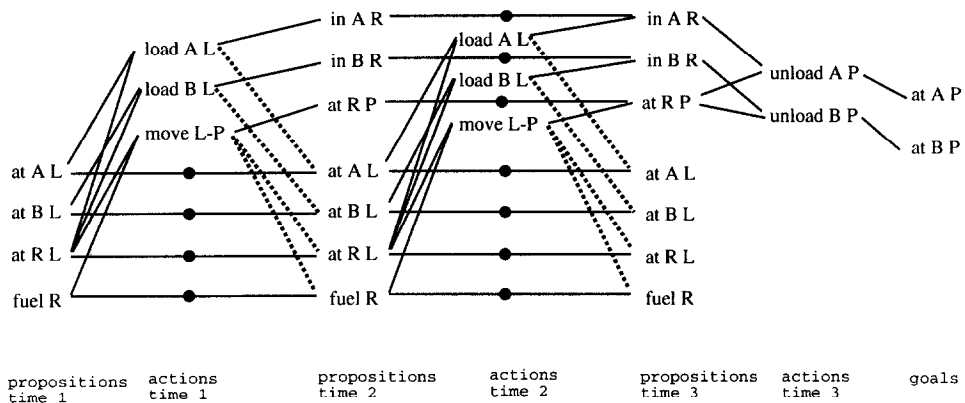 in A R
in A R
load A L
load A L
in B R
in B R
unload A P
load B L
load B L
at R P
at R P
at A P
move L-P
move L-P
unload B P
at B P
at A L
at A L
at A L
at B L
at B L
at B L
at R L
at R L
at R L
fuel R
fuel R
fuel R
propositions
time 1
actions
time 1
propositions
time 2
actions
time 2
propositions
time 3
actions
time 3
goals